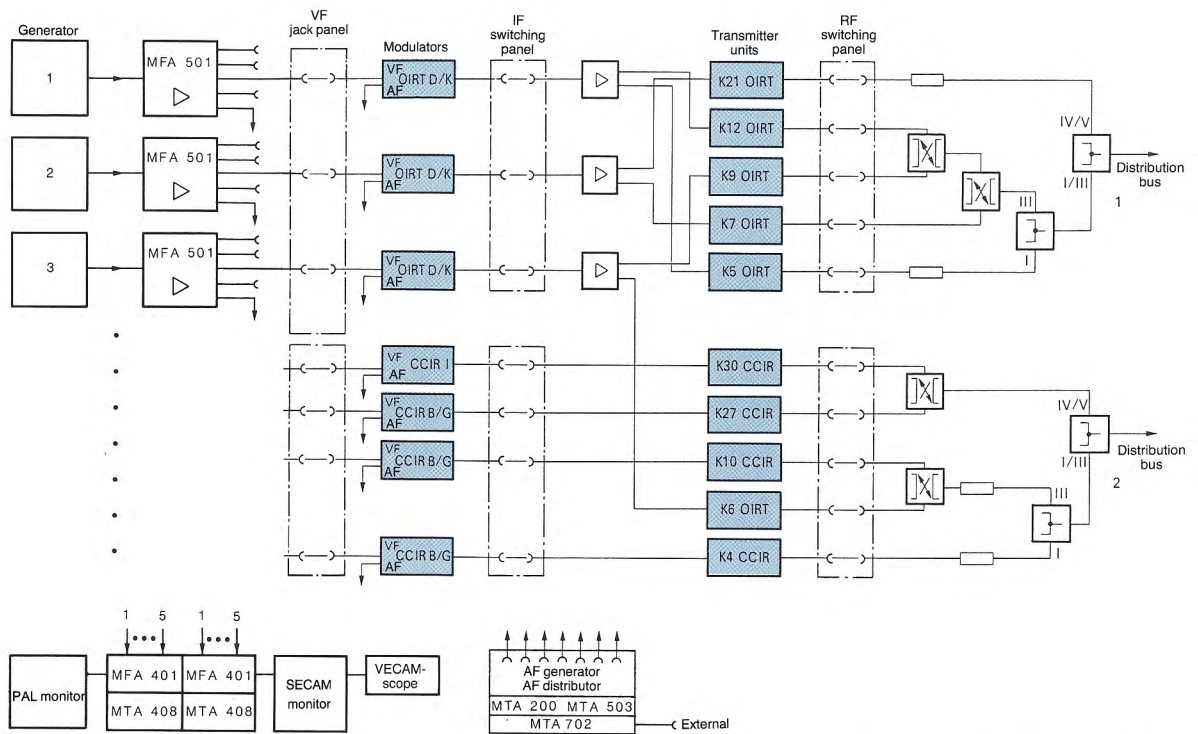 Generator
VF
jack panel
Modulators
IF
switching
panel
Transmitter
units
RF
switching
panel
1
MFA 501
VF
OIRT D/K
AF
K21 OIRT
K12 OIRT
IV/V
2
MFA 501
VF
OIRT D/K
AF
K9 OIRT
I/III
Distribution
bus
1
K7 OIRT
III
3
MFA 501
VF
OIRT D/K
AF
K5 OIRT
I
VF
CCIR I
AF
K30 CCIR
VF
CCIR B/G
AF
K27 CCIR
IV/V
VF
CCIR B/G
AF
K10 CCIR
I/III
Distribution
bus
2
K6 OIRT
III
VF
CCIR B/G
AF
K4 CCIR
I
1 5 1 5
PAL monitor
MFA 401 MFA 401
MTA 408 MTA 408
SECAM
monitor
VECAM-
scope
AF generator
AF distributor
MTA 200 MTA 503
MTA 702
External